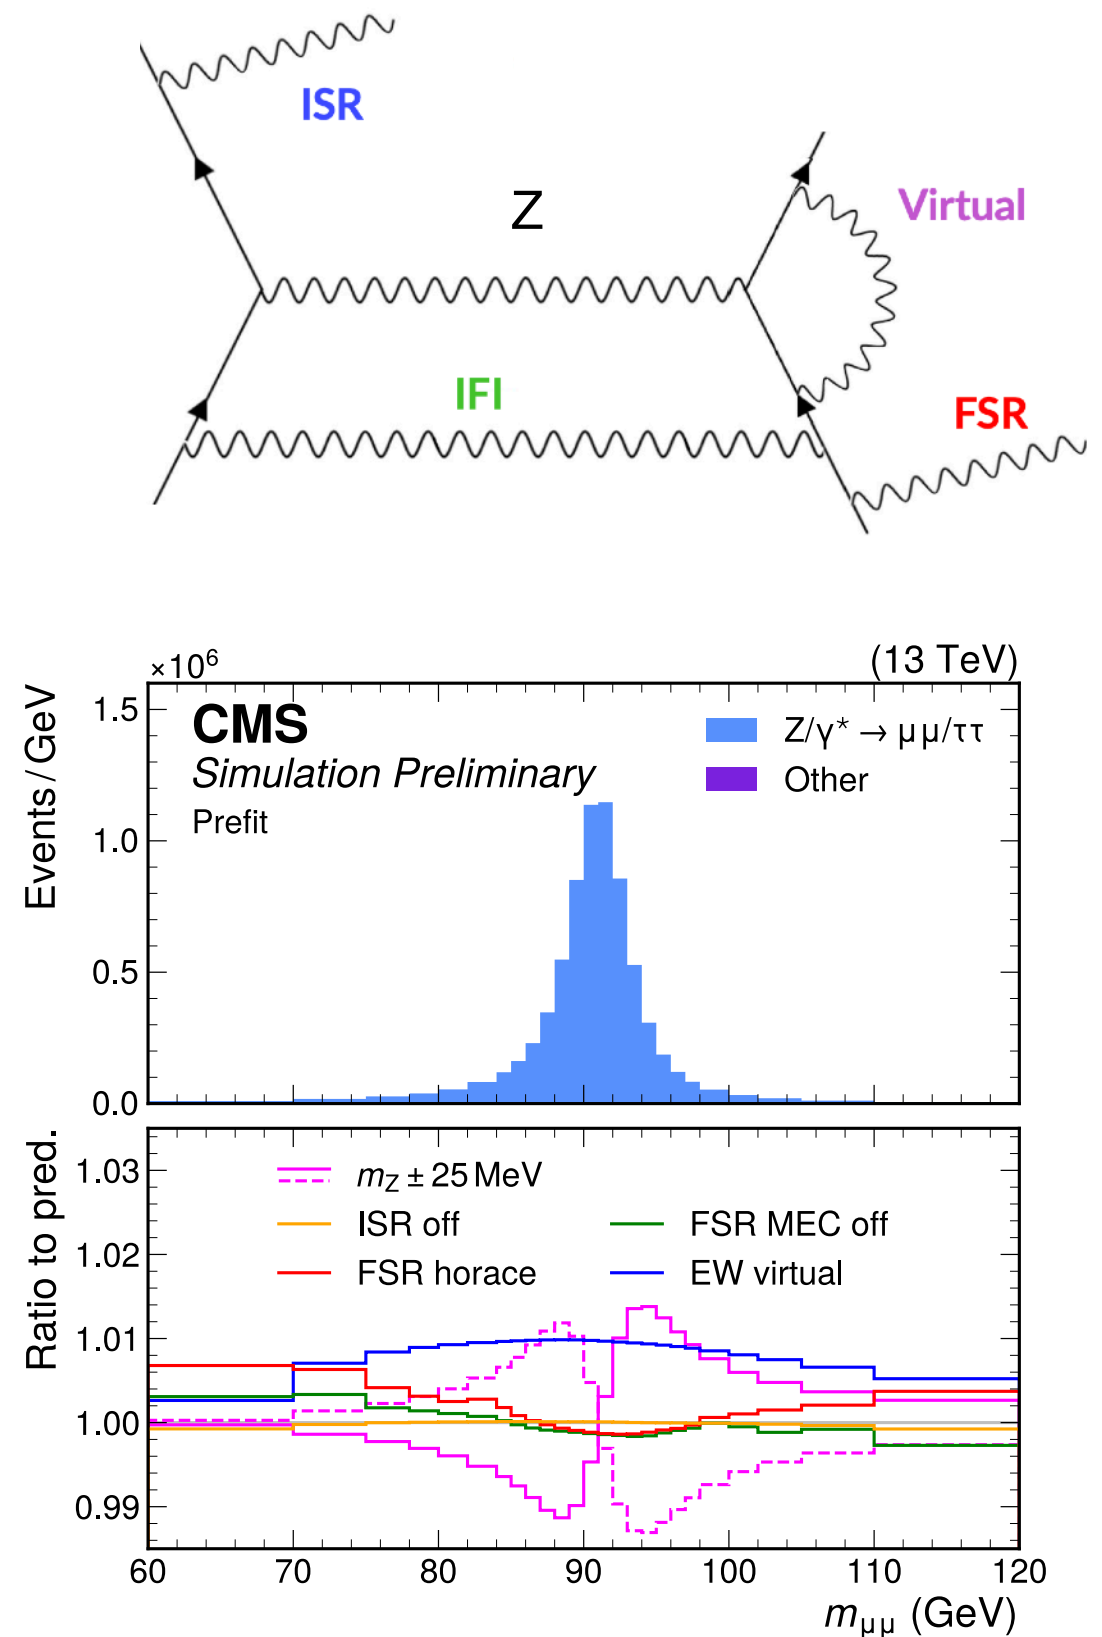 ISR
Z
Virtual
IFI
FSR
×10⁶
(13 TeV)
Events / GeV
1.5
1.0
0.5
0.0
CMS
Simulation Preliminary
Prefit
Z/γ* → μμ/ττ
Other
Ratio to pred.
1.03
1.02
1.01
1.00
0.99
m_Z ± 25 MeV
ISR off
FSR MEC off
FSR horace
EW virtual
60 70 80 90 100 110 120
m_μμ (GeV)